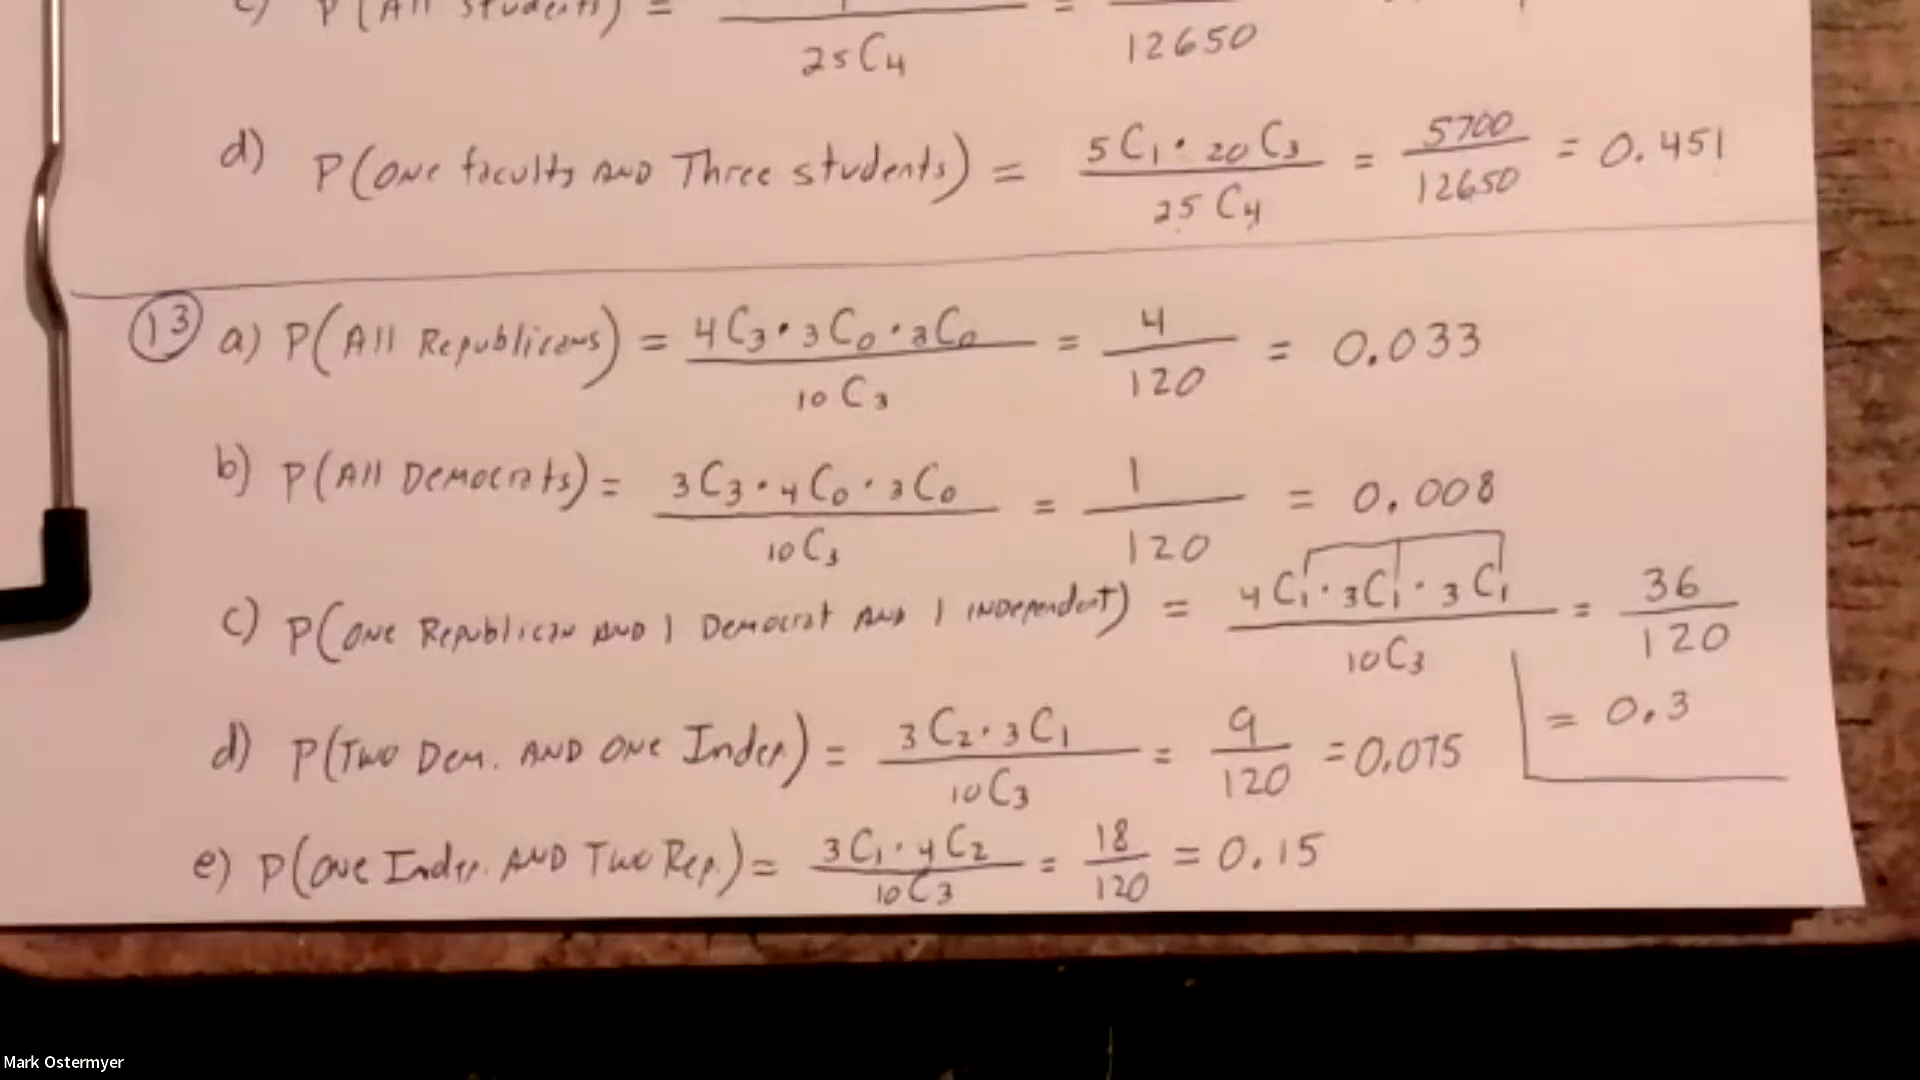 c) P(All students) = =
25C4 12650
d) P(ONE faculty AND Three students) = 5C1 · 20C3 / 25C4 = 5700 / 12650 = 0.451
13 a) P(All Republicans) = 4C3 · 3C0 · 3C0 / 10C3 = 4 / 120 = 0.033
b) P(All Democrats) = 3C3 · 4C0 · 3C0 / 10C3 = 1 / 120 = 0.008
c) P(ONE Republican AND 1 Democrat AND 1 INDependent) = 4C1 · 3C1 · 3C1 / 10C3 = 36 / 120
= 0.3
d) P(Two Dem. AND ONE Indep) = 3C2 · 3C1 / 10C3 = 9 / 120 = 0.075
e) P(ONE Indep. AND Two Rep.) = 3C1 · 4C2 / 10C3 = 18 / 120 = 0.15
Mark Ostermyer